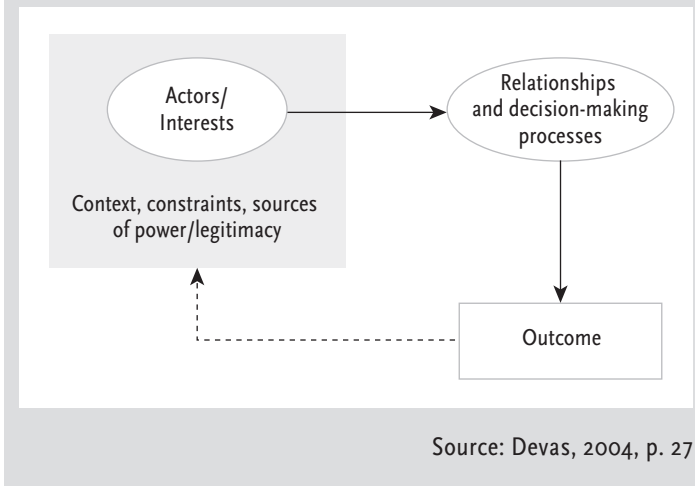 Actors/
Interests
Relationships
and decision-making
processes
Context, constraints, sources
of power/legitimacy
Outcome
Source: Devas, 2004, p. 27